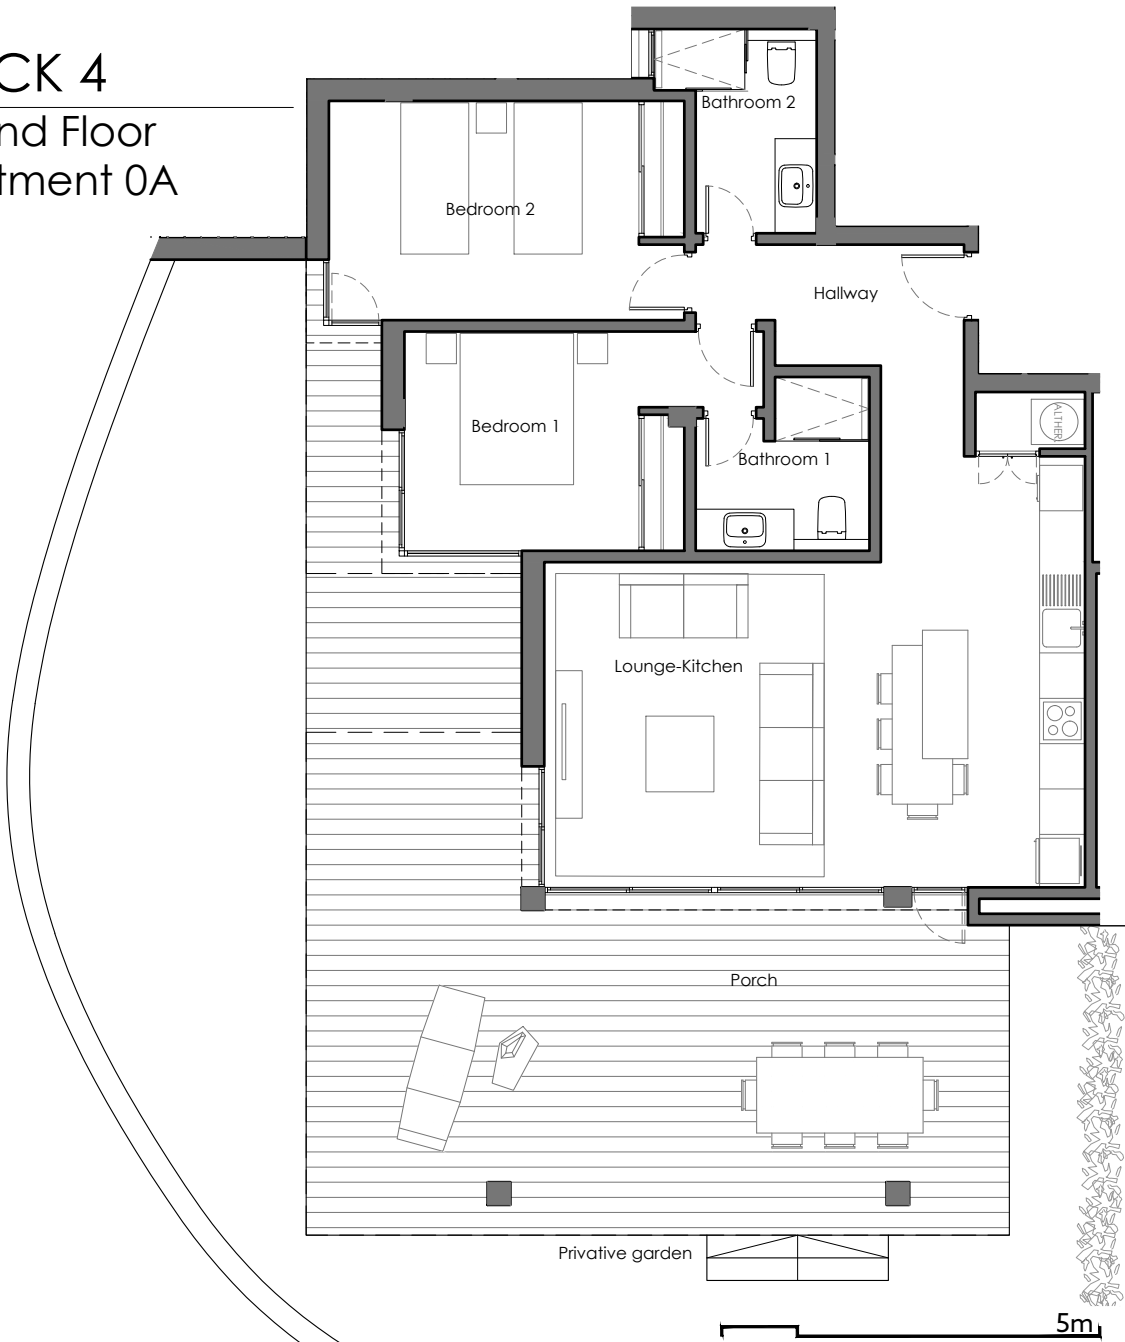 CK 4
nd Floor
tment 0A
Bathroom 2
Bedroom 2
Hallway
ALTHER
Bedroom 1
Bathroom 1
Lounge-Kitchen
Porch
Privative garden
5m